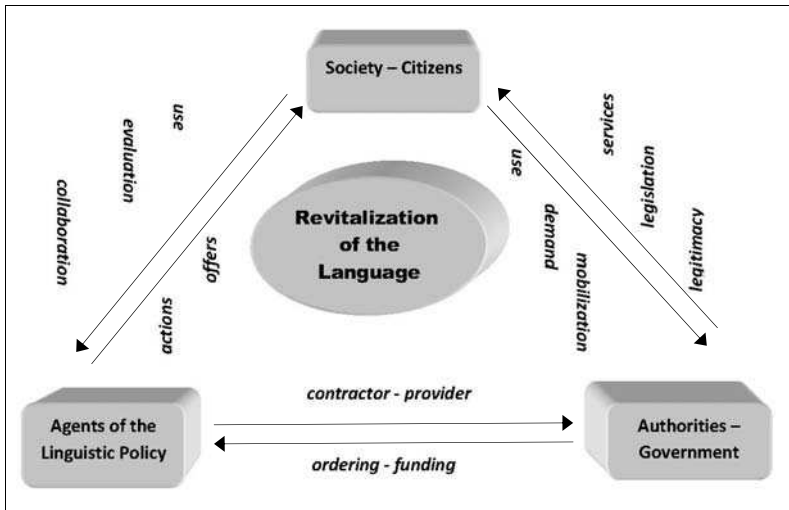 Society – Citizens
use
evaluation
collaboration
services
legislation
legitimacy
use
demand
mobilization
offers
actions
Revitalization
of the
Language
contractor - provider
Agents of the
Linguistic Policy
Authorities –
Government
ordering - funding